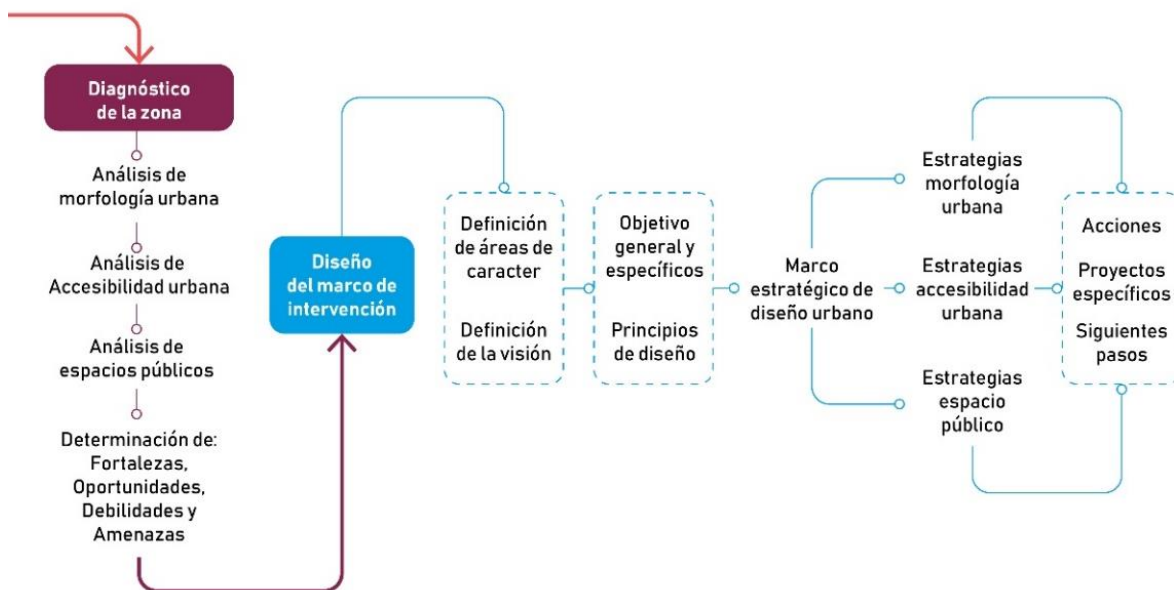 Diagnóstico
de la zona
Análisis de
morfología urbana
Análisis de
Accesibilidad urbana
Análisis de
espacios públicos
Determinación de:
Fortalezas,
Oportunidades,
Debilidades y
Amenazas
Diseño
del marco de
intervención
Definición
de áreas de
caracter
Definición
de la visión
Objetivo
general y
específicos
Principios
de diseño
Marco
estratégico de
diseño urbano
Estrategias
morfología
urbana
Estrategias
accesibilidad
urbana
Estrategias
espacio
público
Acciones
Proyectos
específicos
Siguientes
pasos